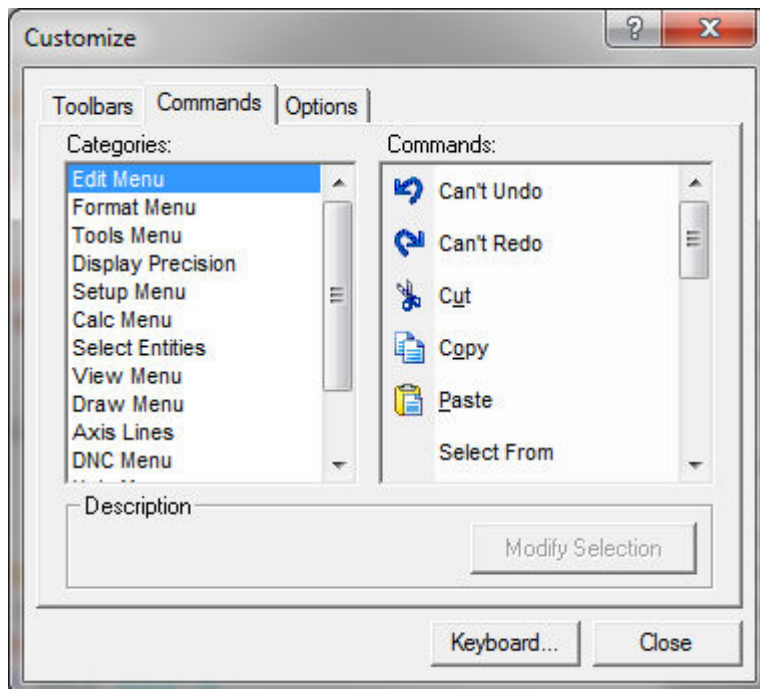 Customize
Toolbars Commands Options
Categories:
Edit Menu
Format Menu
Tools Menu
Display Precision
Setup Menu
Calc Menu
Select Entities
View Menu
Draw Menu
Axis Lines
DNC Menu
Commands:
Can't Undo
Can't Redo
Cut
Copy
Paste
Select From
Description
Modify Selection
Keyboard... Close